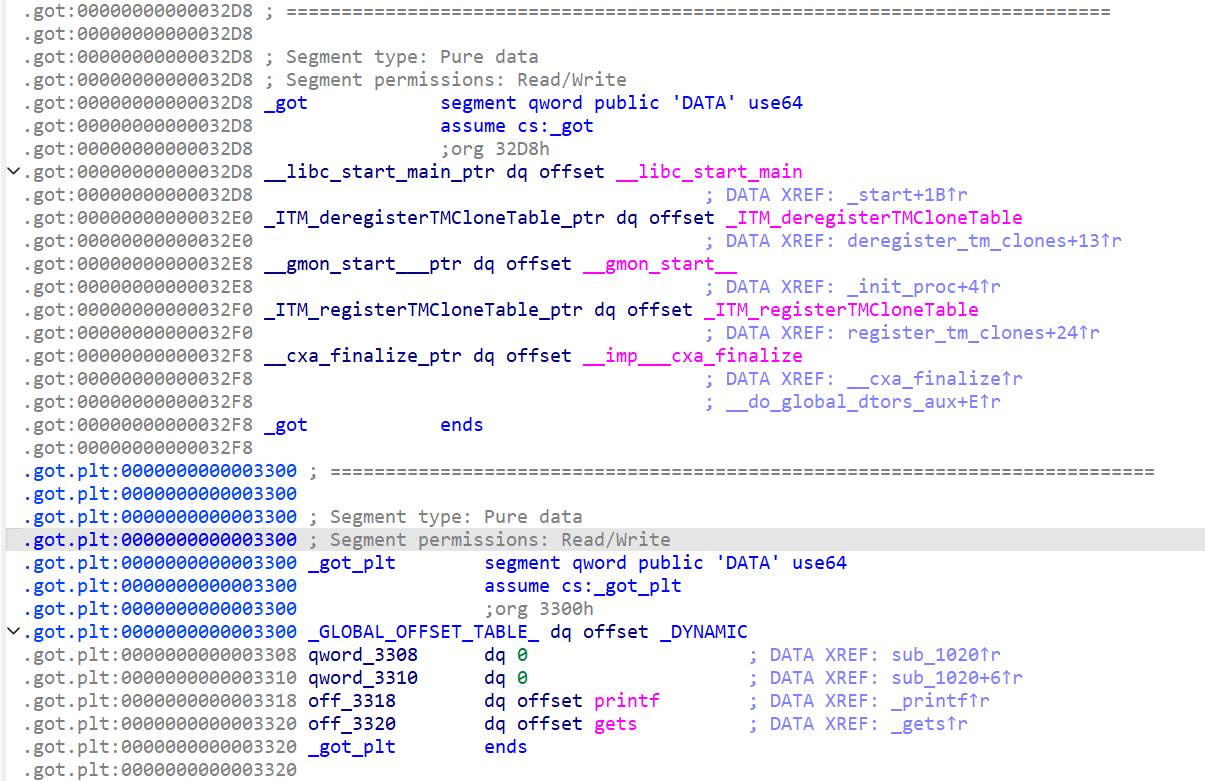 .got:00000000000032D8 ; ===========================================================================
.got:00000000000032D8
.got:00000000000032D8 ; Segment type: Pure data
.got:00000000000032D8 ; Segment permissions: Read/Write
.got:00000000000032D8 _got segment qword public 'DATA' use64
.got:00000000000032D8 assume cs:_got
.got:00000000000032D8 ;org 32D8h
.got:00000000000032D8 __libc_start_main_ptr dq offset __libc_start_main
.got:00000000000032D8 ; DATA XREF: _start+1B↑r
.got:00000000000032E0 _ITM_deregisterTMCloneTable_ptr dq offset _ITM_deregisterTMCloneTable
.got:00000000000032E0 ; DATA XREF: deregister_tm_clones+13↑r
.got:00000000000032E8 __gmon_start___ptr dq offset __gmon_start__
.got:00000000000032E8 ; DATA XREF: _init_proc+4↑r
.got:00000000000032F0 _ITM_registerTMCloneTable_ptr dq offset _ITM_registerTMCloneTable
.got:00000000000032F0 ; DATA XREF: register_tm_clones+24↑r
.got:00000000000032F8 __cxa_finalize_ptr dq offset __imp___cxa_finalize
.got:00000000000032F8 ; DATA XREF: __cxa_finalize↑r
.got:00000000000032F8 ; __do_global_dtors_aux+E↑r
.got:00000000000032F8 _got ends
.got:00000000000032F8
.got.plt:0000000000003300 ; ===========================================================================
.got.plt:0000000000003300
.got.plt:0000000000003300 ; Segment type: Pure data
.got.plt:0000000000003300 ; Segment permissions: Read/Write
.got.plt:0000000000003300 _got_plt segment qword public 'DATA' use64
.got.plt:0000000000003300 assume cs:_got_plt
.got.plt:0000000000003300 ;org 3300h
.got.plt:0000000000003300 _GLOBAL_OFFSET_TABLE_ dq offset _DYNAMIC
.got.plt:0000000000003308 qword_3308 dq 0 ; DATA XREF: sub_1020↑r
.got.plt:0000000000003310 qword_3310 dq 0 ; DATA XREF: sub_1020+6↑r
.got.plt:0000000000003318 off_3318 dq offset printf ; DATA XREF: _printf↑r
.got.plt:0000000000003320 off_3320 dq offset gets ; DATA XREF: _gets↑r
.got.plt:0000000000003320 _got_plt ends
.got.plt:0000000000003320